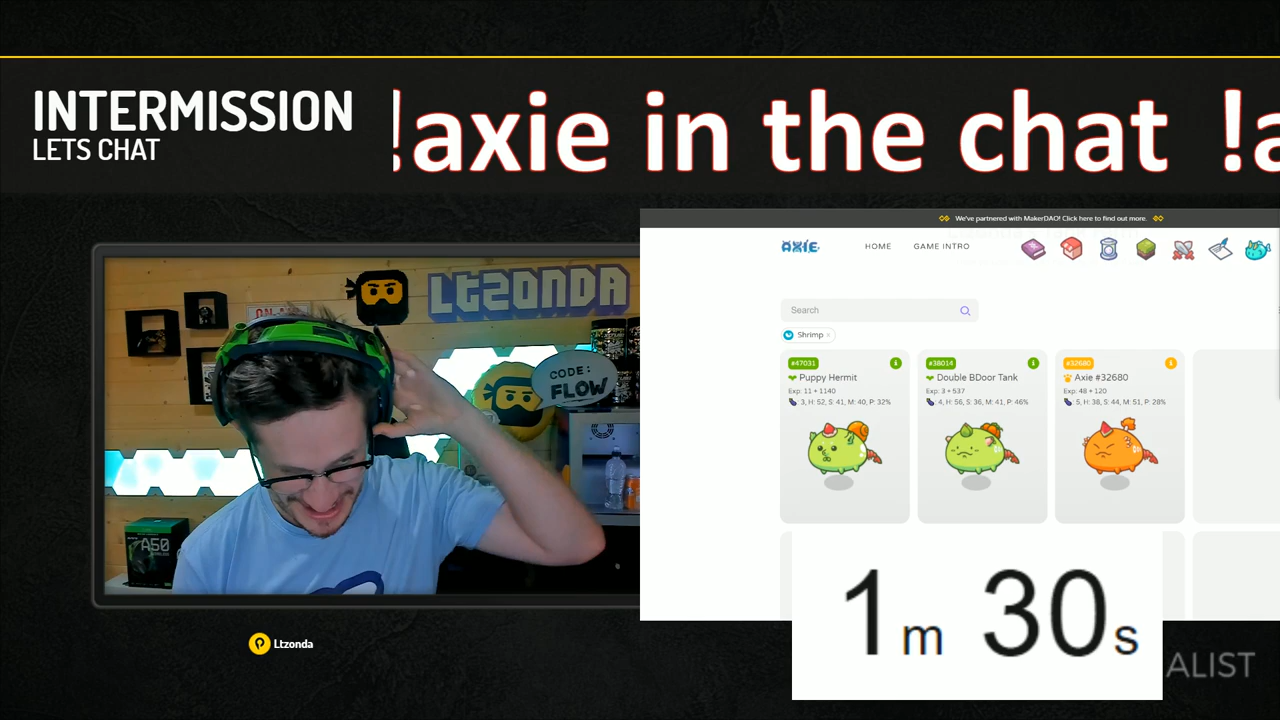 INTERMISSION
LETS CHAT
!axie in the chat !a
We've partnered with MakerDAO! Click here to find out more.
AXIE
HOME GAME INTRO
Search
Shrimp ×
#47031
Puppy Hermit
Exp: 11 + 1140
3, H: 52, S: 41, M: 40, P: 32%
#38014
Double BDoor Tank
Exp: 3 + 537
4, H: 56, S: 36, M: 41, P: 46%
#32680
Axie #32680
Exp: 48 + 120
5, H: 38, S: 44, M: 51, P: 28%
LTZONDA
CODE:
FLOW
A50
Ltzonda
1m 30s
ALIST